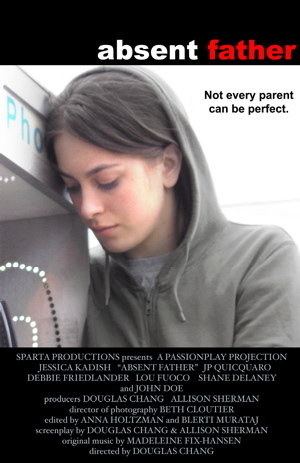 absent father
Not every parent
can be perfect.
Pho
SPARTA PRODUCTIONS presents A PASSIONPLAY PROJECTION
JESSICA KADISH "ABSENT FATHER" JP QUICQUARO
DEBBIE FRIEDLANDER LOU FUOCO SHANE DELANEY
and JOHN DOE
producers DOUGLAS CHANG ALLISON SHERMAN
director of photography BETH CLOUTIER
edited by ANNA HOLTZMAN and BLERTI MURATAJ
screenplay by DOUGLAS CHANG & ALLISON SHERMAN
original music by MADELEINE FIX-HANSEN
directed by DOUGLAS CHANG